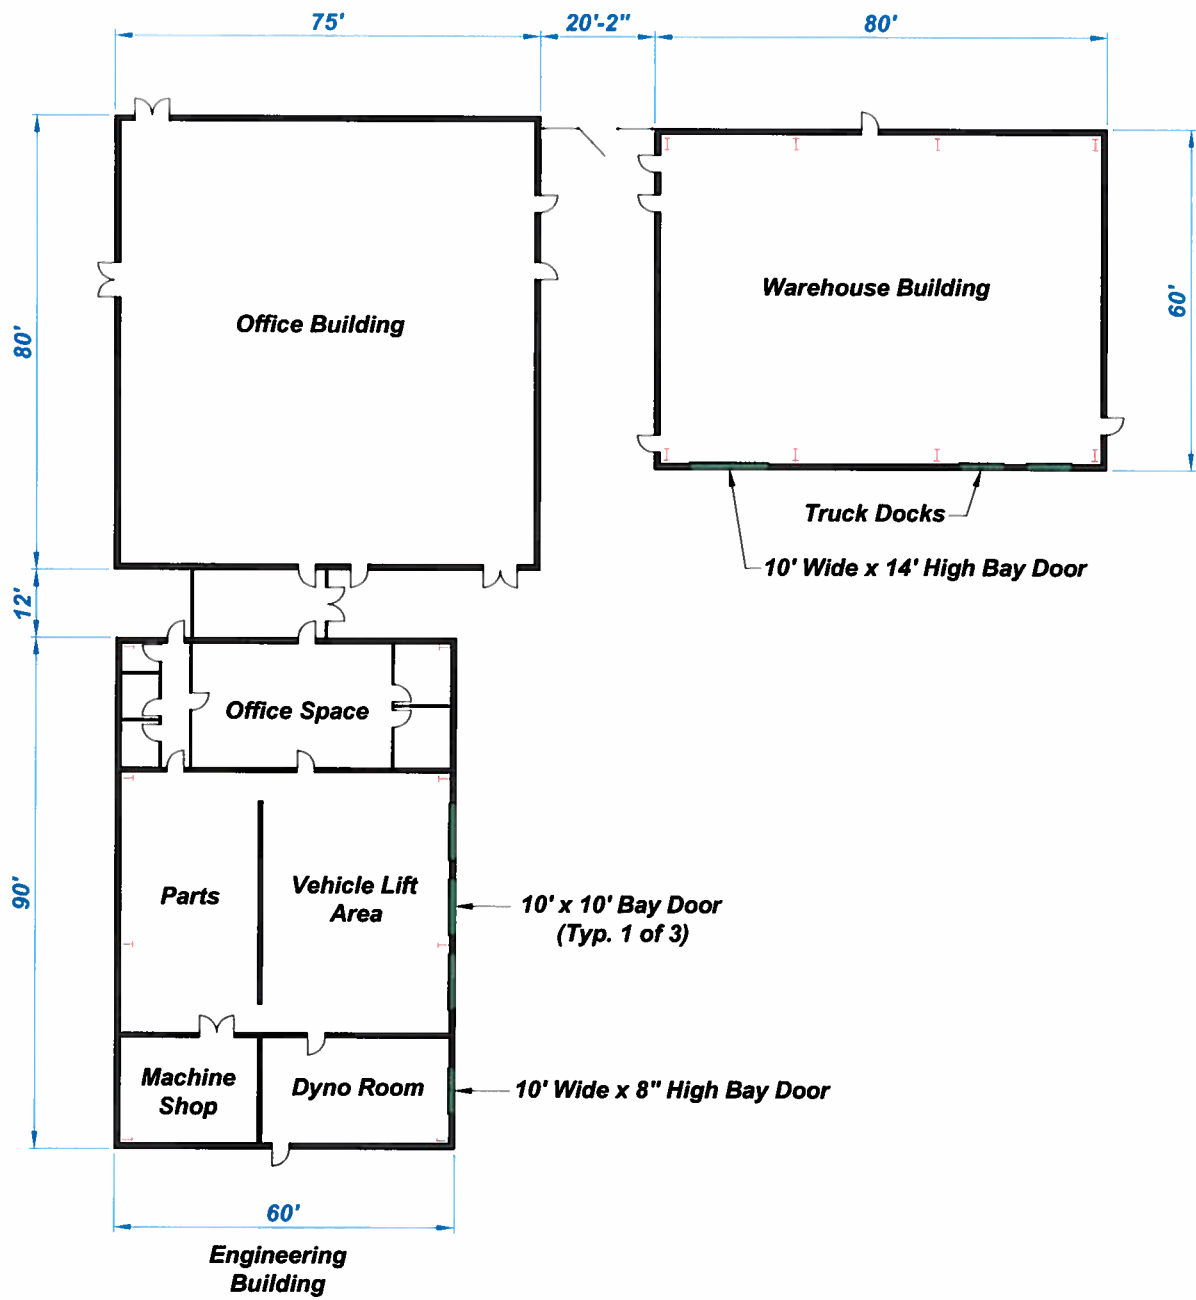 75'
20'-2"
80'
80'
Office Building
Warehouse Building
60'
Truck Docks
10' Wide x 14' High Bay Door
12'
Office Space
90'
Parts
Vehicle Lift
Area
10' x 10' Bay Door
(Typ. 1 of 3)
Machine
Shop
Dyno Room
10' Wide x 8" High Bay Door
60'
Engineering
Building